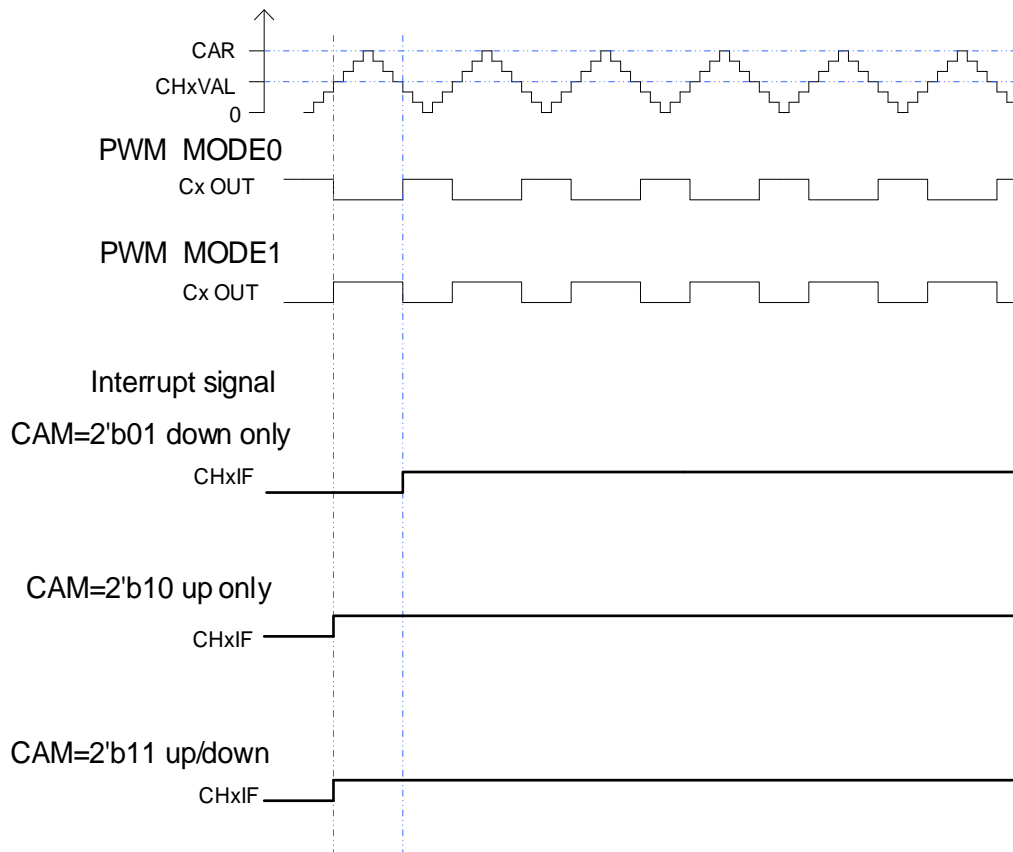 CAR
CHxVAL
0
PWM MODE0
Cx OUT
PWM MODE1
Cx OUT
Interrupt signal
CAM=2'b01 down only
CHxIF
CAM=2'b10 up only
CHxIF
CAM=2'b11 up/down
CHxIF